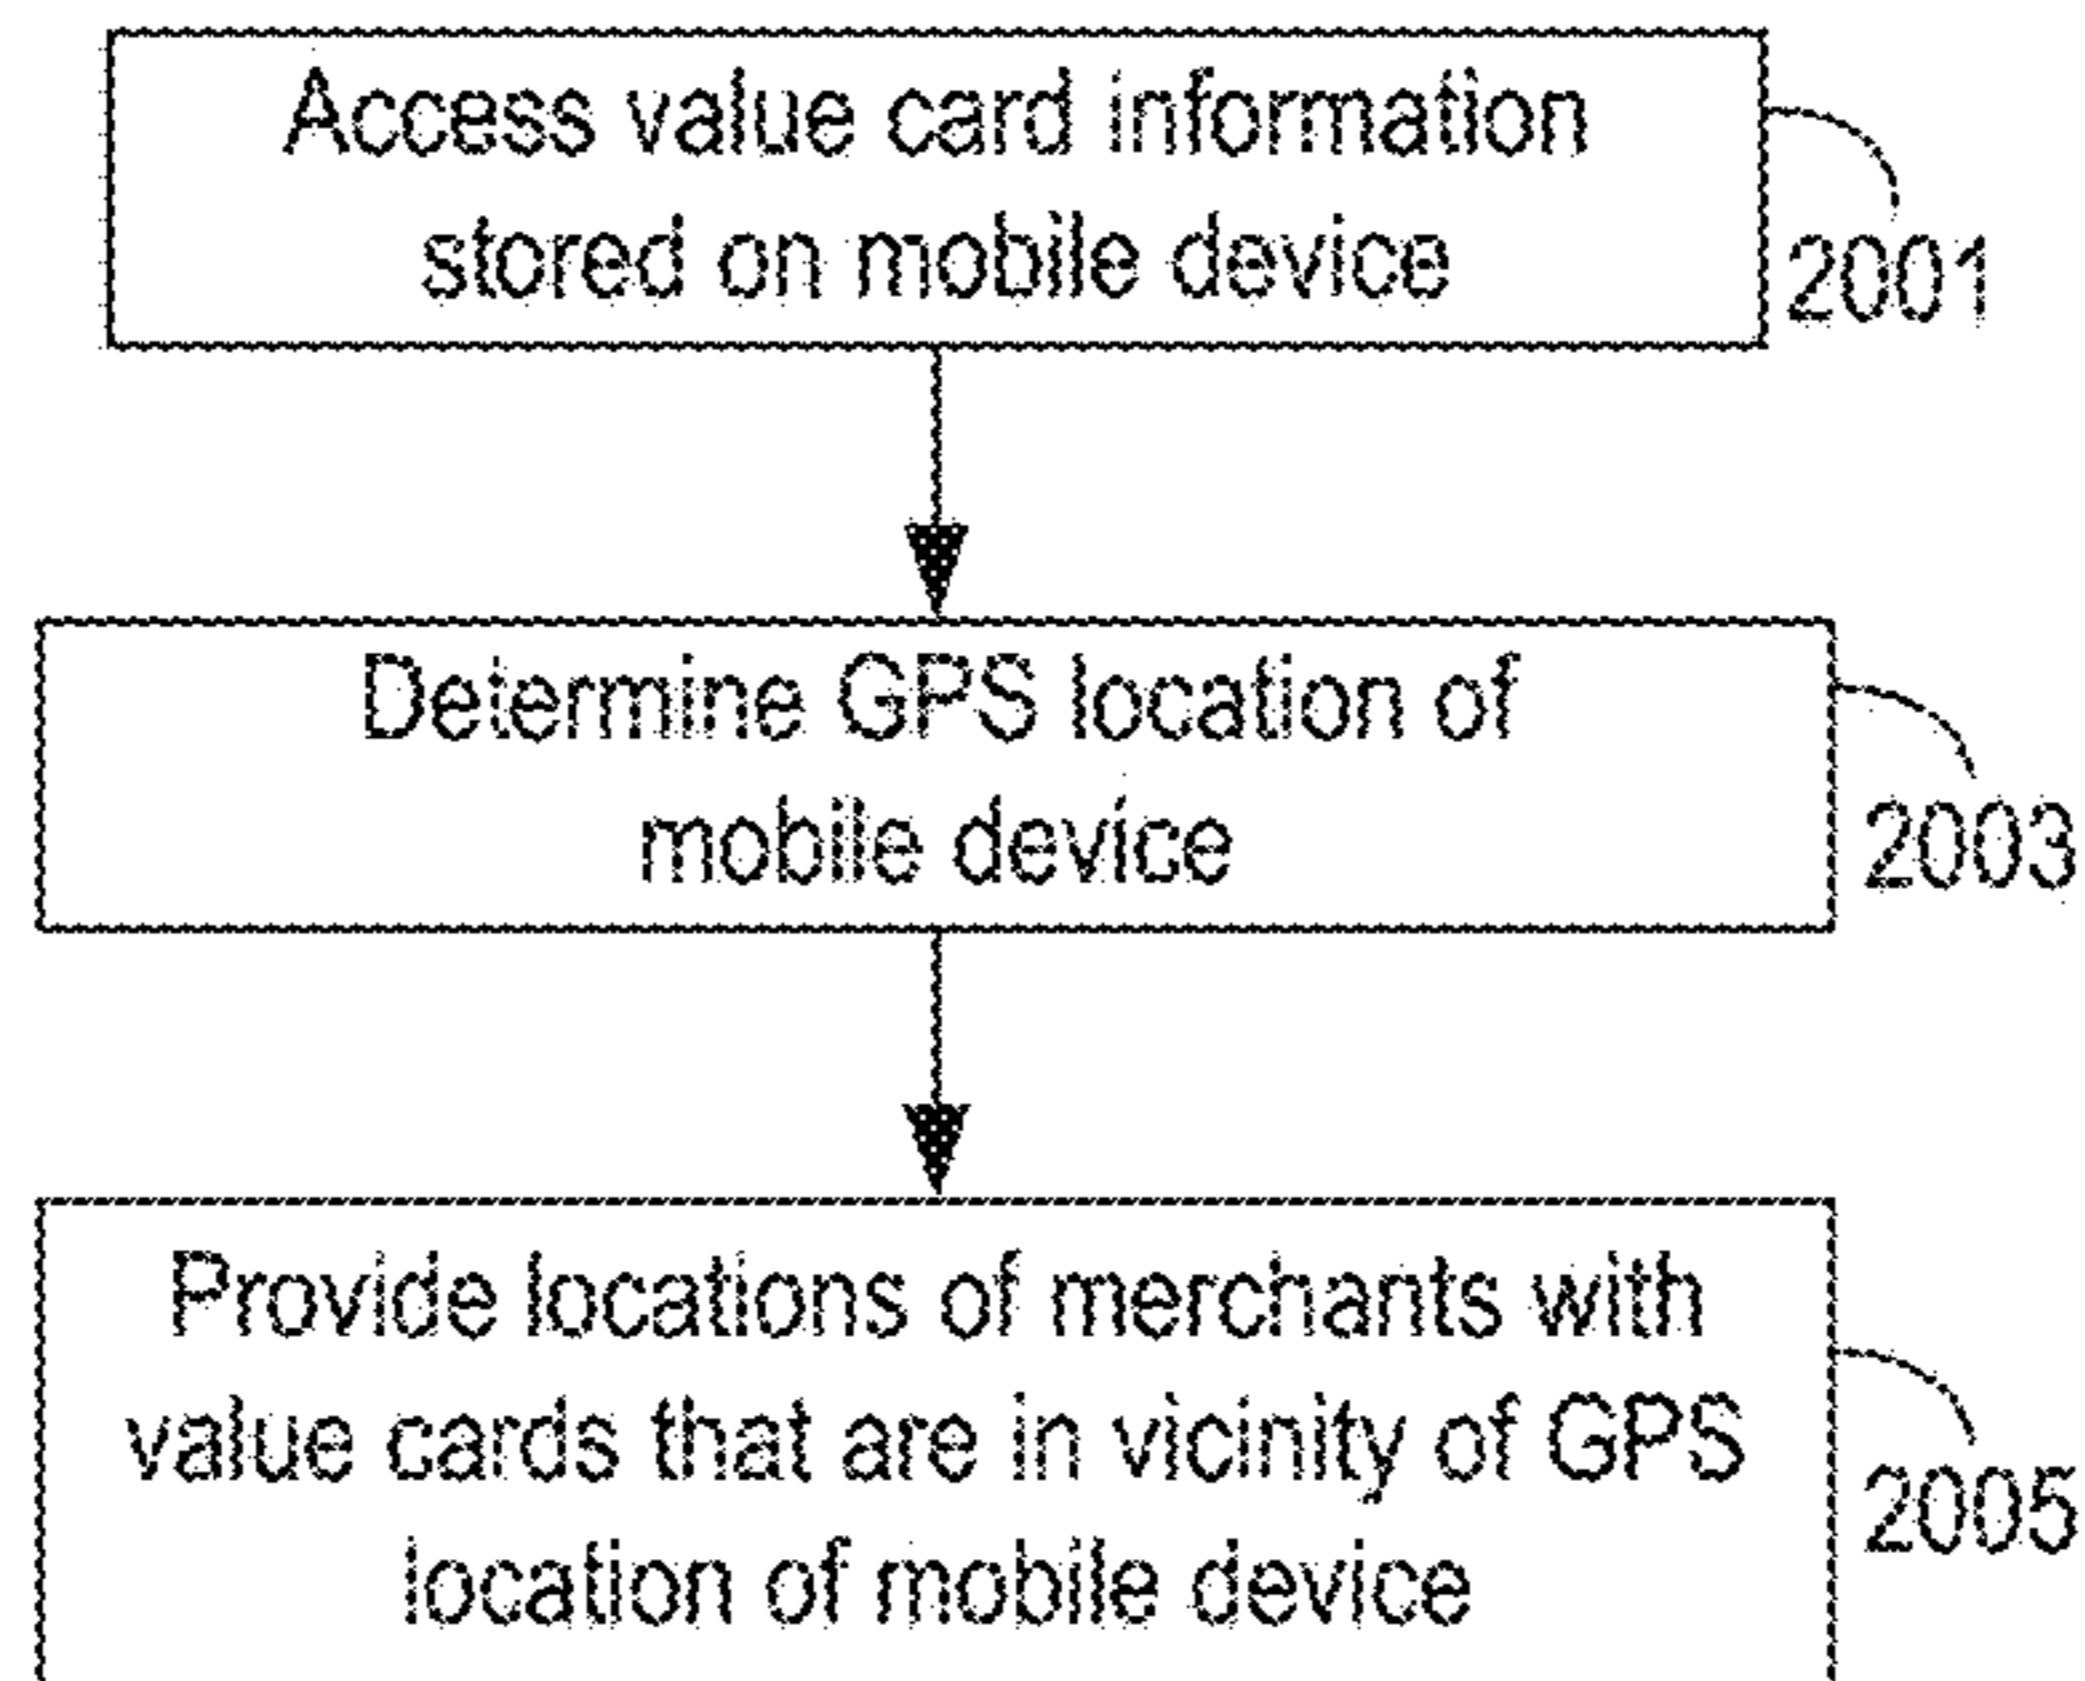 Access value card information
stored on mobile device
2001
Determine GPS location of
mobile device
2003
Provide locations of merchants with
value cards that are in vicinity of GPS
location of mobile device
2005